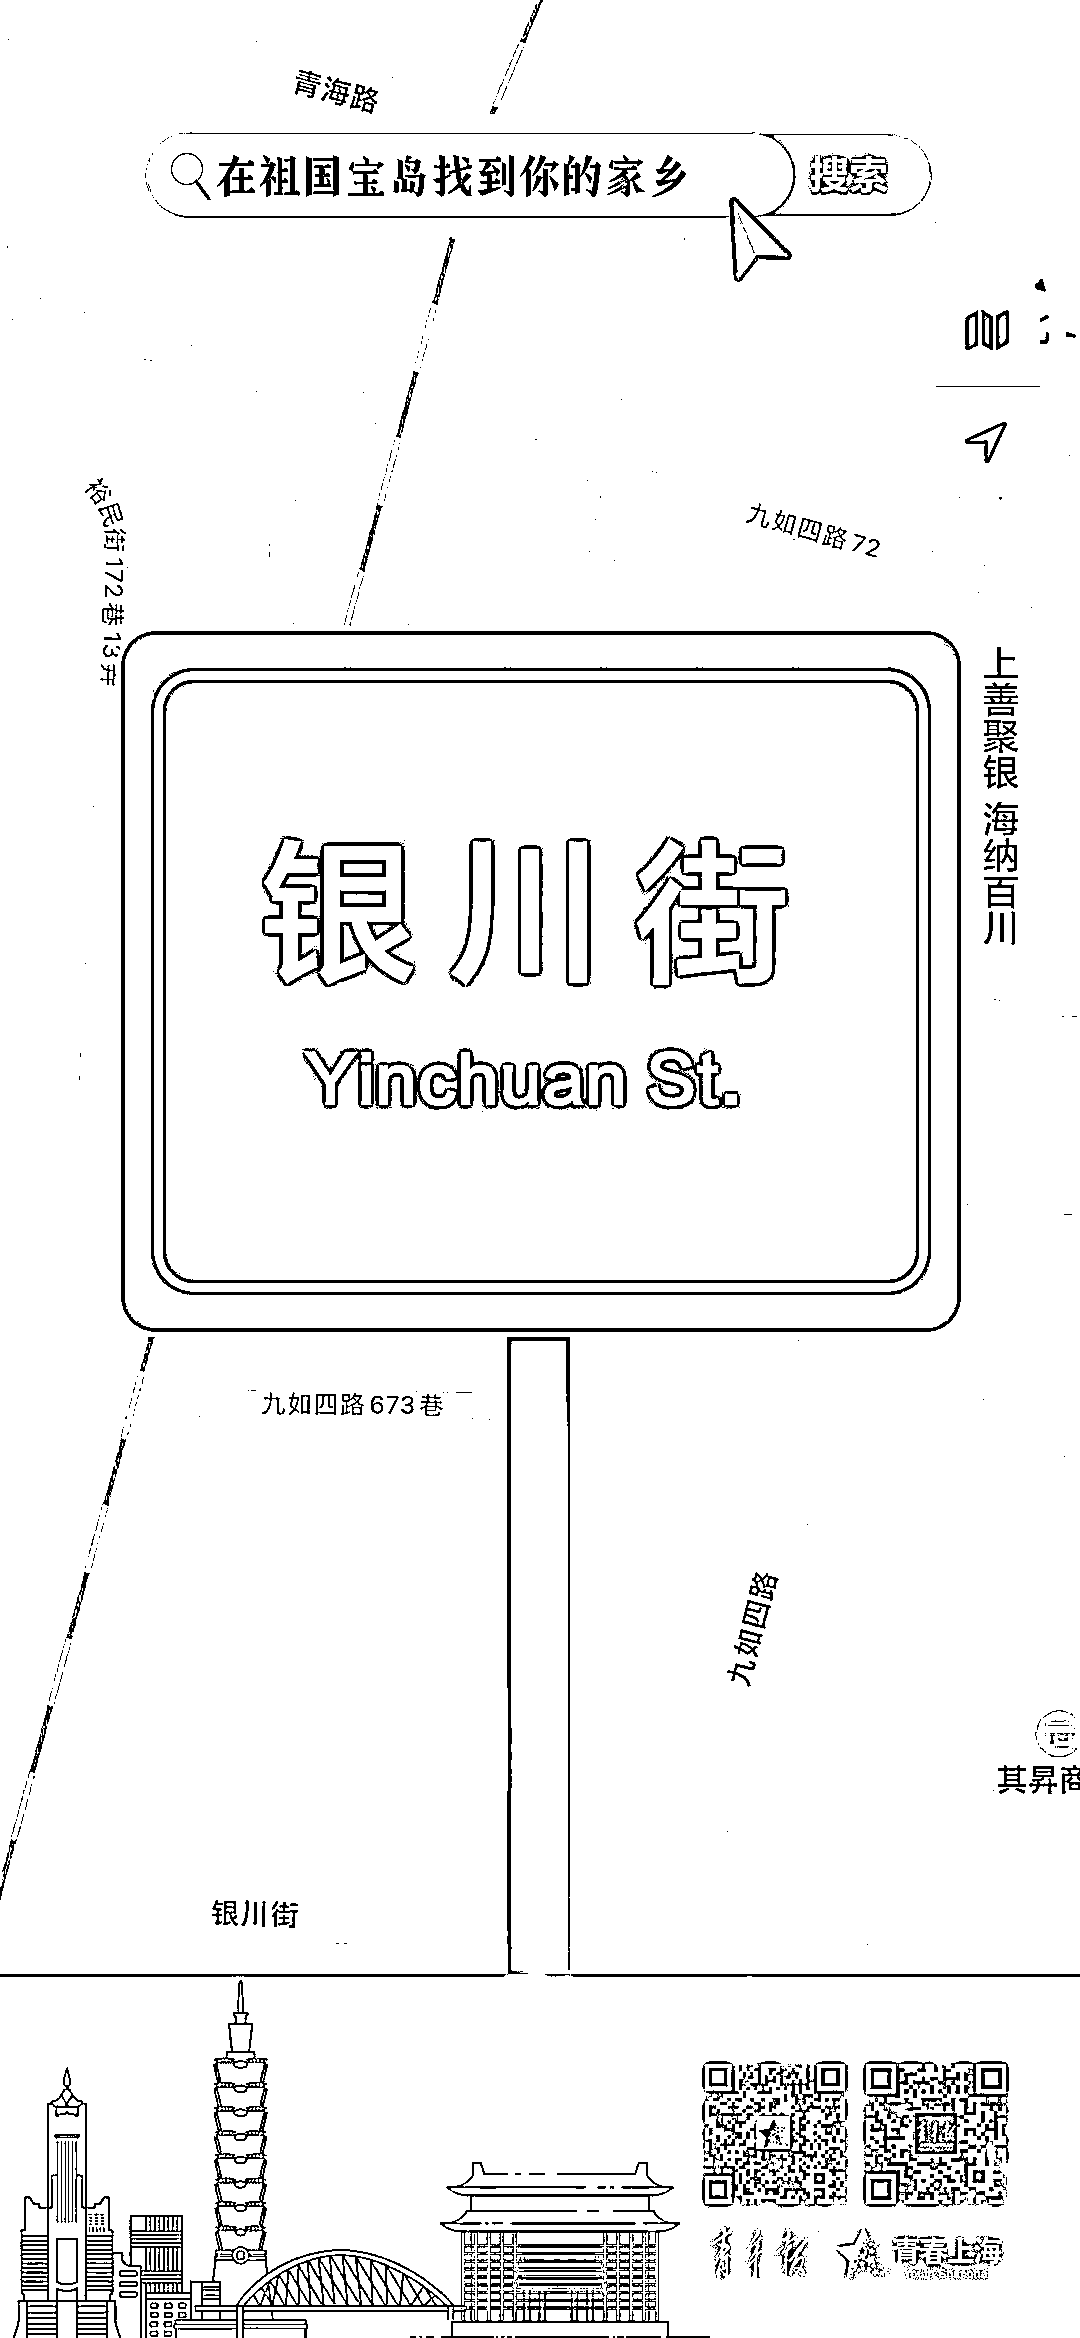 青海路
在祖国宝岛找到你的家乡
搜索
裕民街172巷13弄
九如四路72
上善聚银 海纳百川
银川街
Yinchuan St.
九如四路673巷
九如四路
其昇商
银川街
青年报
青春上海